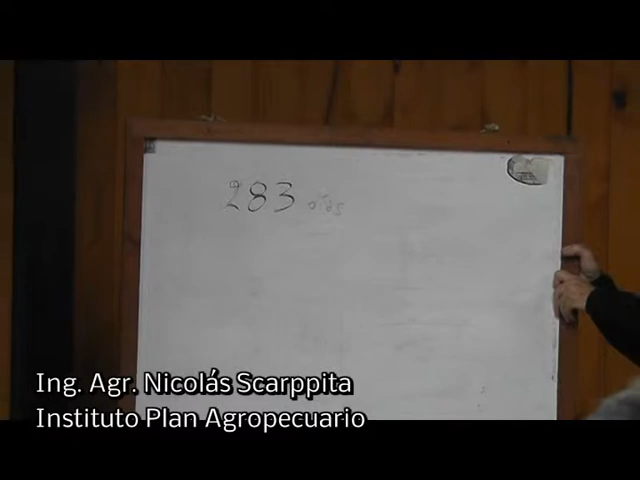 283 días
Ing. Agr. Nicolás Scarppita
Instituto Plan Agropecuario